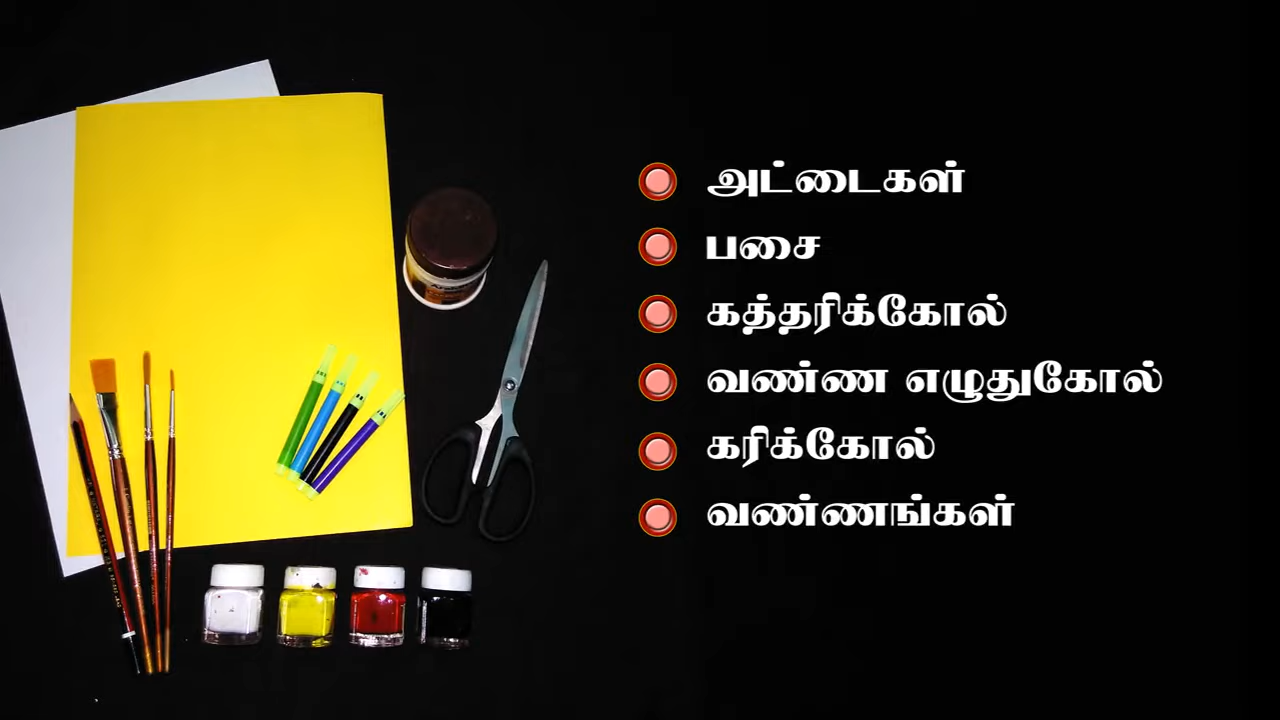 அட்டைகள்
பசை
கத்தரிக்கோல்
வண்ண எழுதுகோல்
கரிக்கோல்
வண்ணங்கள்